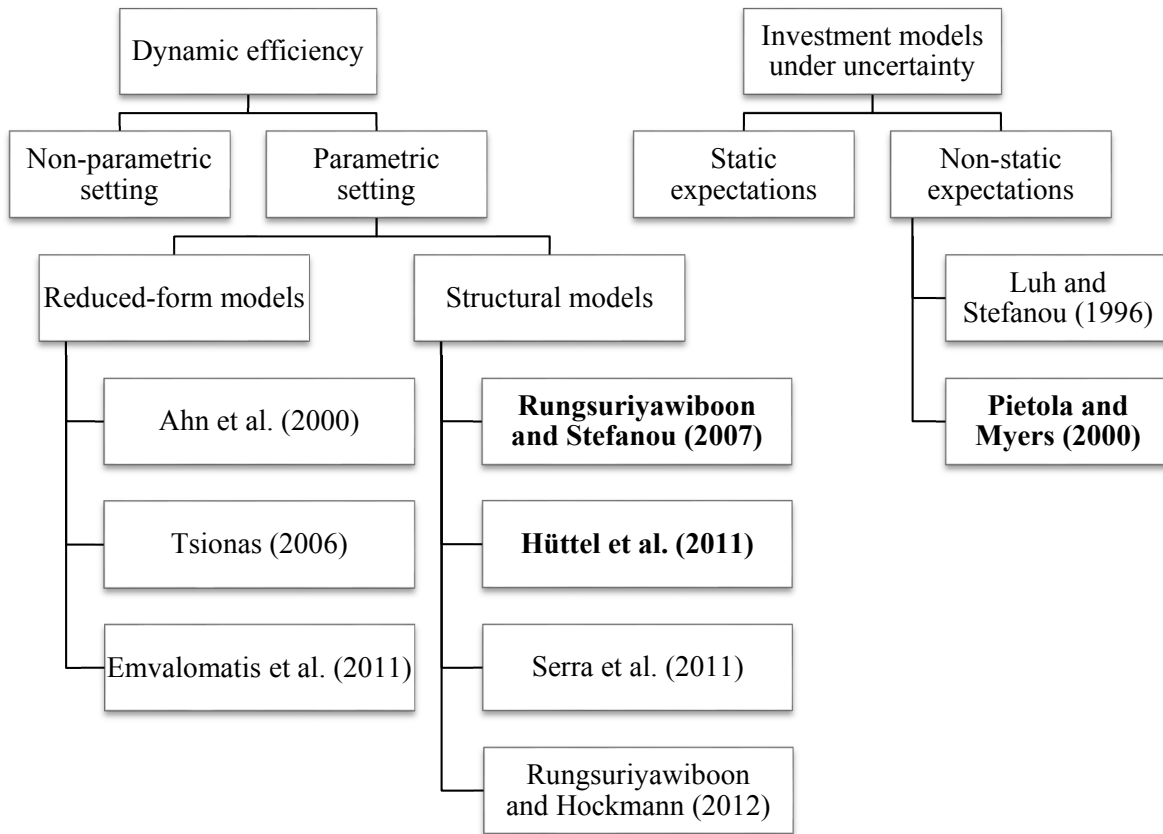 Dynamic efficiency
Investment models
under uncertainty
Non-parametric
setting
Parametric
setting
Static
expectations
Non-static
expectations
Reduced-form models
Structural models
Luh and
Stefanou (1996)
Ahn et al. (2000)
Rungsuriyawiboon
and Stefanou (2007)
Pietola and
Myers (2000)
Tsionas (2006)
Hüttel et al. (2011)
Emvalomatis et al. (2011)
Serra et al. (2011)
Rungsuriyawiboon
and Hockmann (2012)